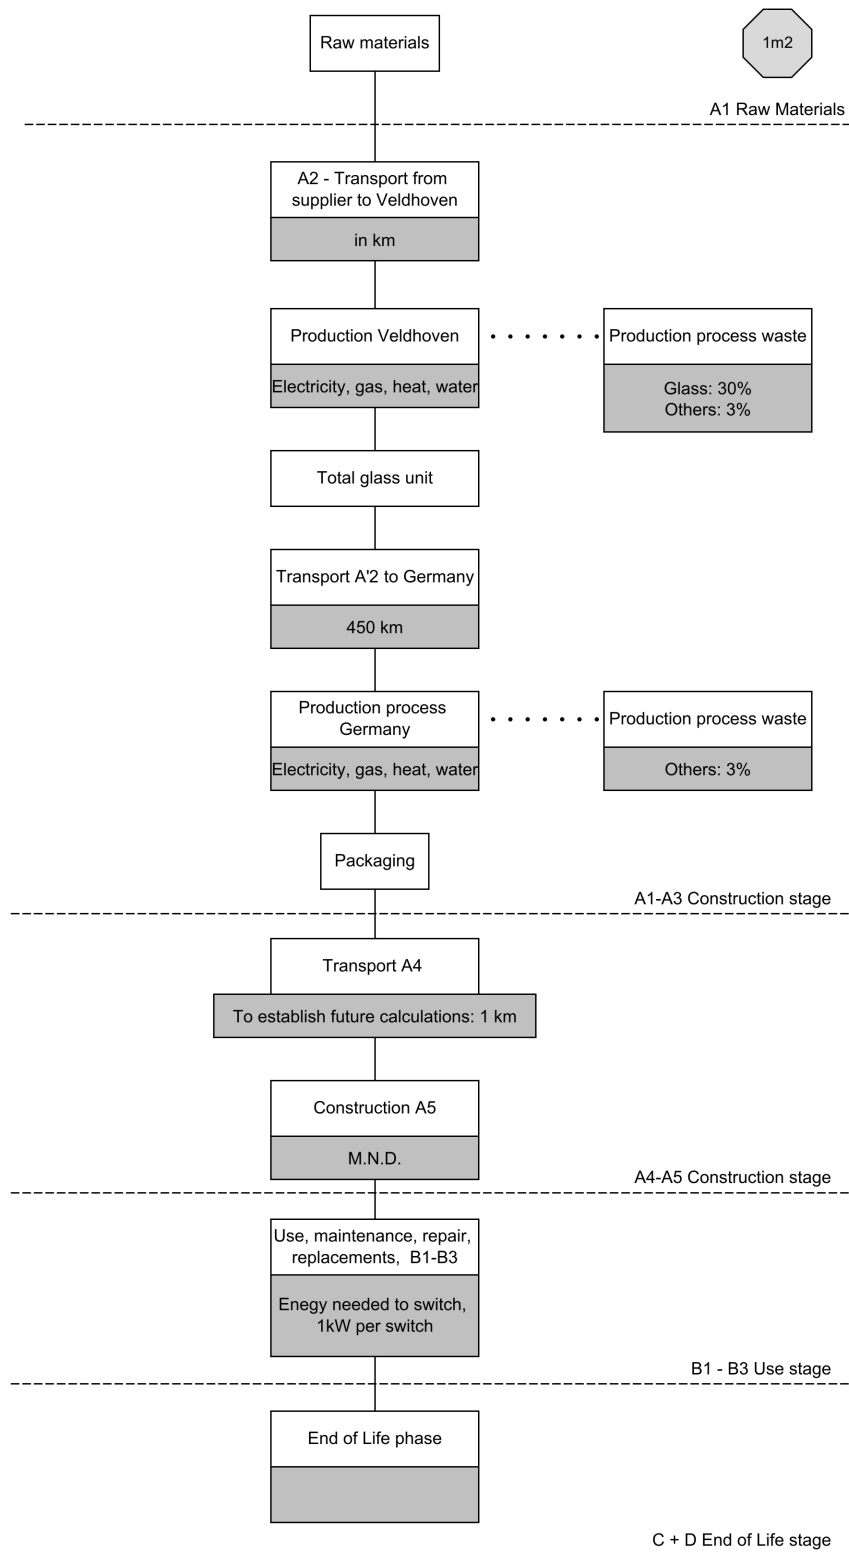 Raw materials
1m2
A1 Raw Materials
A2 - Transport from
supplier to Veldhoven
in km
Production Veldhoven
Electricity, gas, heat, water
Production process waste
Glass: 30%
Others: 3%
Total glass unit
Transport A'2 to Germany
450 km
Production process
Germany
Electricity, gas, heat, water
Production process waste
Others: 3%
Packaging
A1-A3 Construction stage
Transport A4
To establish future calculations: 1 km
Construction A5
M.N.D.
A4-A5 Construction stage
Use, maintenance, repair,
replacements,  B1-B3
Enegy needed to switch,
1kW per switch
B1 - B3 Use stage
End of Life phase
C + D End of Life stage